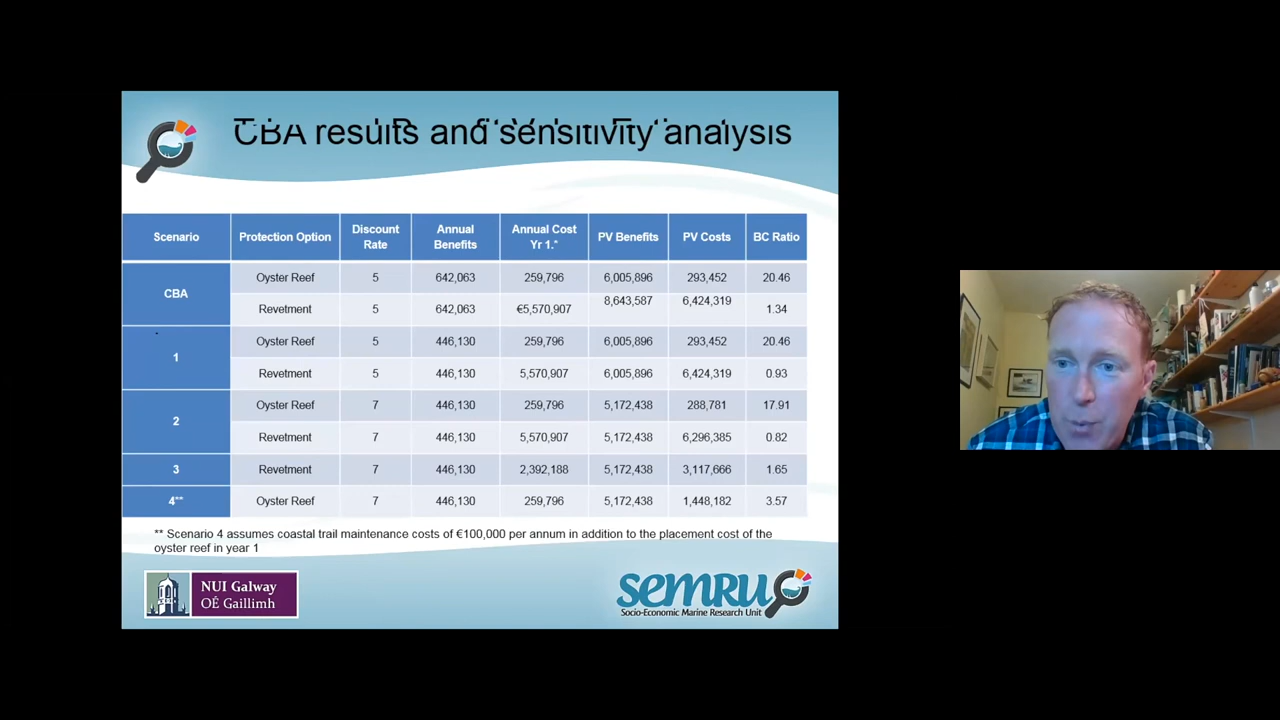 CBA results and sensitivity analysis
Scenario Protection Option Discount Rate Annual Benefits Annual Cost Yr 1.* PV Benefits PV Costs BC Ratio
CBA Oyster Reef 5 642,063 259,796 6,005,896 293,452 20.46
Revetment 5 642,063 €5,570,907 8,643,587 6,424,319 1.34
1 Oyster Reef 5 446,130 259,796 6,005,896 293,452 20.46
Revetment 5 446,130 5,570,907 6,005,896 6,424,319 0.93
2 Oyster Reef 7 446,130 259,796 5,172,438 288,781 17.91
Revetment 7 446,130 5,570,907 5,172,438 6,296,385 0.82
3 Revetment 7 446,130 2,392,188 5,172,438 3,117,666 1.65
4** Oyster Reef 7 446,130 259,796 5,172,438 1,448,182 3.57
** Scenario 4 assumes coastal trail maintenance costs of €100,000 per annum in addition to the placement cost of the
oyster reef in year 1
NUI Galway
OÉ Gaillimh
semru
Socio-Economic Marine Research Unit